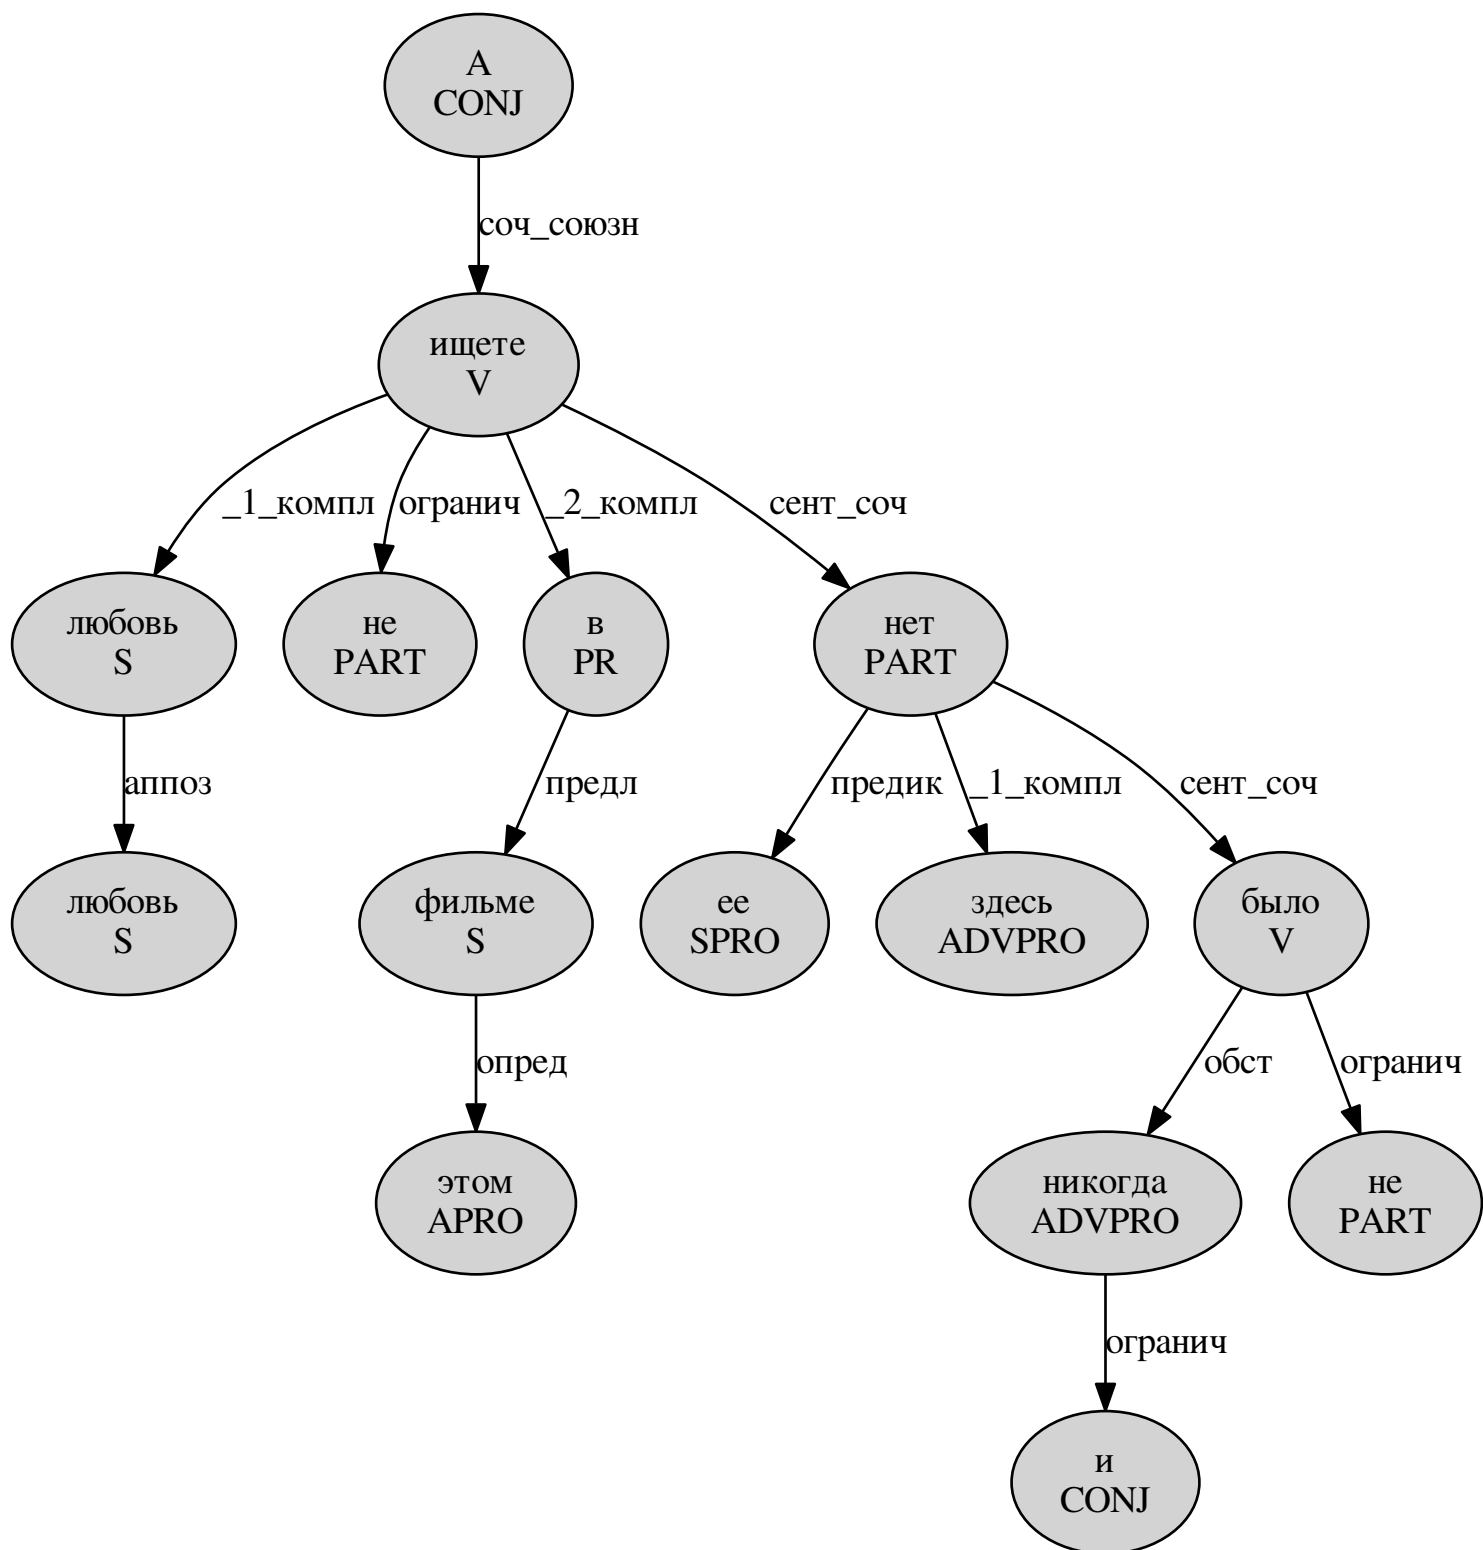 А
CONJ
соч_союзн
ищете
V
_1_компл
огранич
_2_компл
сент_соч
любовь
S
не
PART
в
PR
нет
PART
аппоз
предл
предик
_1_компл
сент_соч
любовь
S
фильме
S
ее
SPRO
здесь
ADVPRO
было
V
опред
обст
огранич
этом
APRO
никогда
ADVPRO
не
PART
огранич
и
CONJ